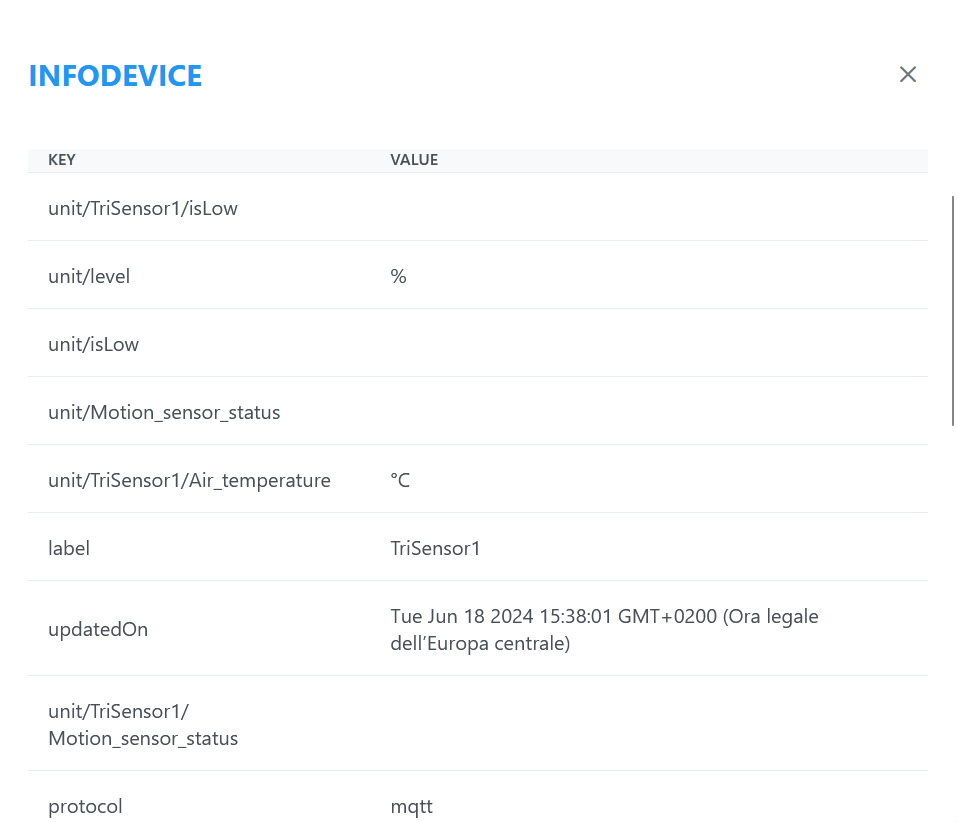 INFODEVICE
KEY VALUE
unit/TriSensor1/isLow
unit/level %
unit/isLow
unit/Motion_sensor_status
unit/TriSensor1/Air_temperature °C
label TriSensor1
updatedOn Tue Jun 18 2024 15:38:01 GMT+0200 (Ora legale
dell’Europa centrale)
unit/TriSensor1/
Motion_sensor_status
protocol mqtt